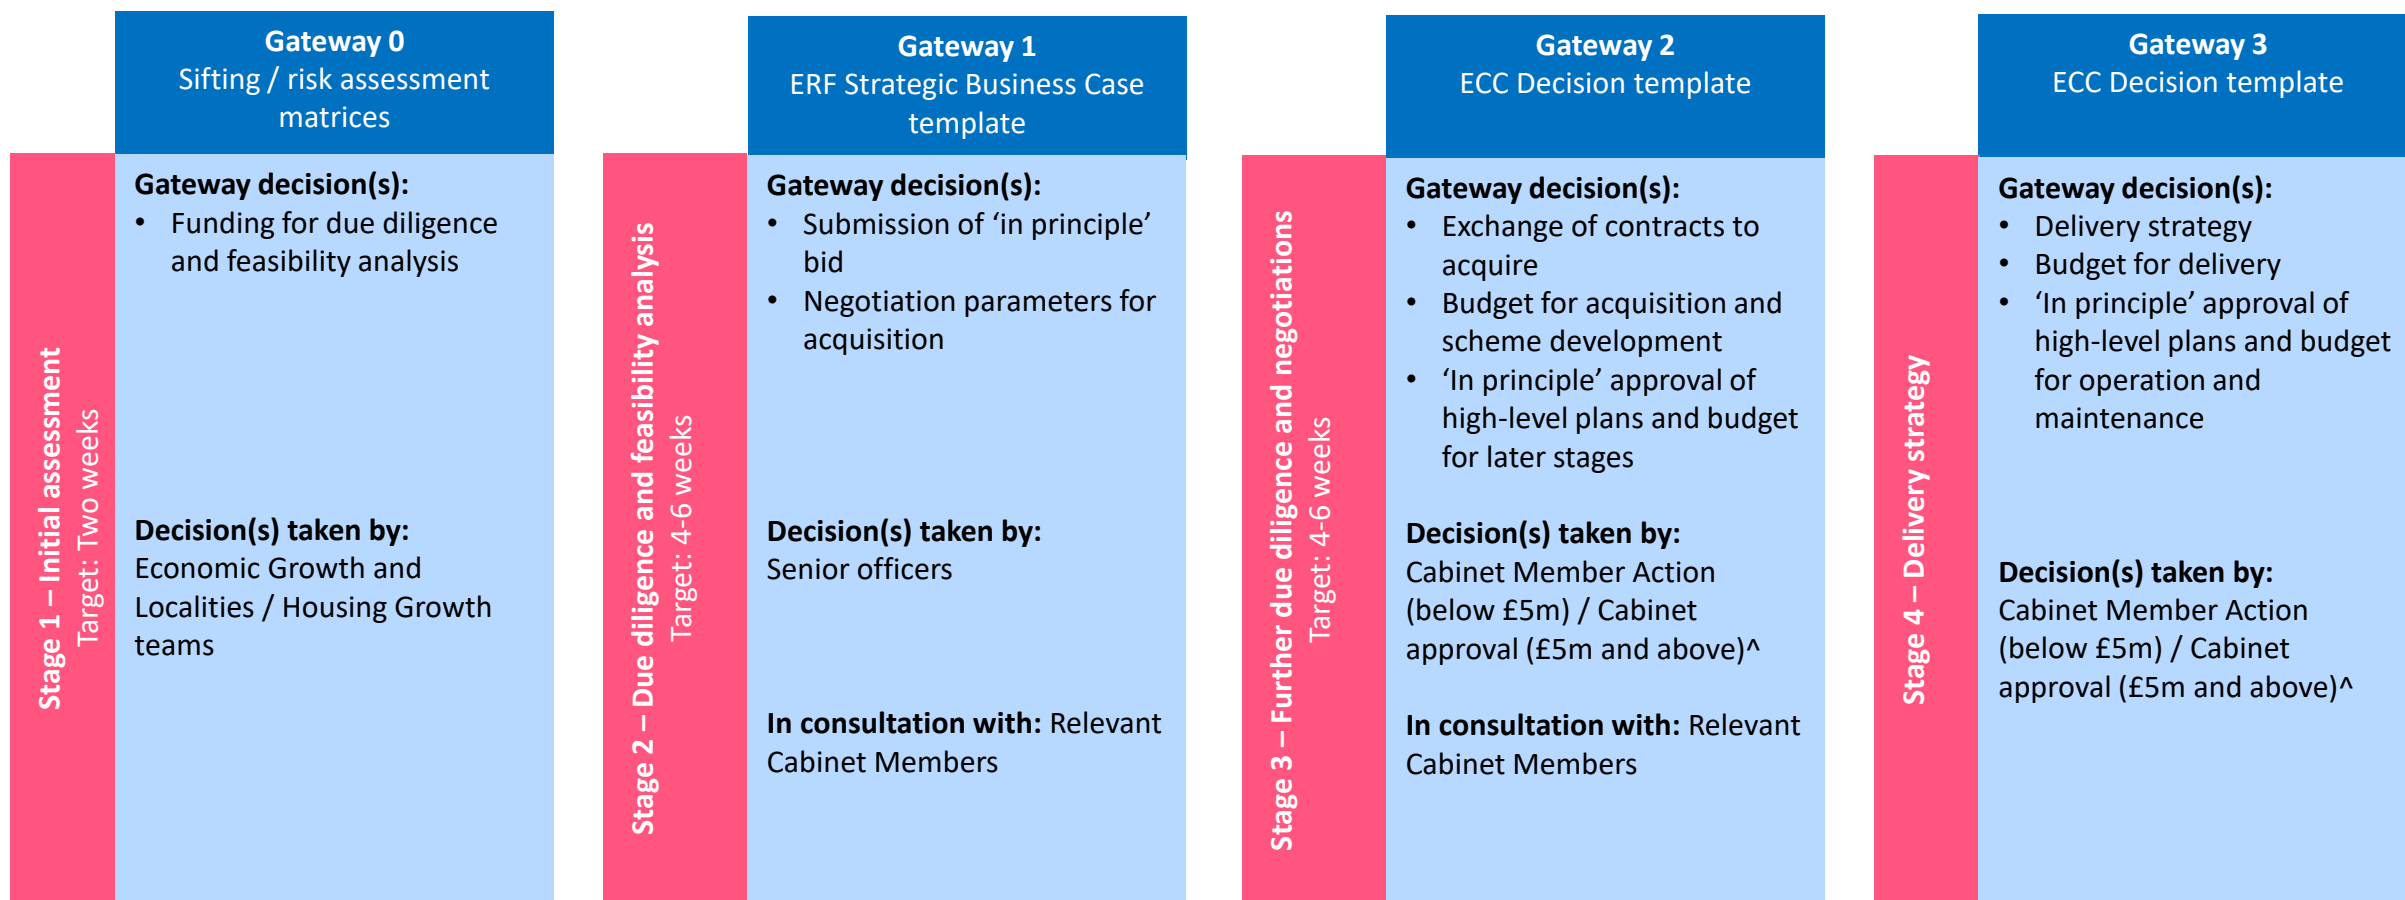 Gateway 0
Sifting / risk assessment
matrices
Stage 1 – Initial assessment
Target: Two weeks
Gateway decision(s):
• Funding for due diligence
and feasibility analysis
Decision(s) taken by:
Economic Growth and
Localities / Housing Growth
teams
Gateway 1
ERF Strategic Business Case
template
Stage 2 – Due diligence and feasibility analysis
Target: 4-6 weeks
Gateway decision(s):
• Submission of ‘in principle’
bid
• Negotiation parameters for
acquisition
Decision(s) taken by:
Senior officers
In consultation with: Relevant
Cabinet Members
Gateway 2
ECC Decision template
Stage 3 – Further due diligence and negotiations
Target: 4-6 weeks
Gateway decision(s):
• Exchange of contracts to
acquire
• Budget for acquisition and
scheme development
• ‘In principle’ approval of
high-level plans and budget
for later stages
Decision(s) taken by:
Cabinet Member Action
(below £5m) / Cabinet
approval (£5m and above)^
In consultation with: Relevant
Cabinet Members
Gateway 3
ECC Decision template
Stage 4 – Delivery strategy
Gateway decision(s):
• Delivery strategy
• Budget for delivery
• ‘In principle’ approval of
high-level plans and budget
for operation and
maintenance
Decision(s) taken by:
Cabinet Member Action
(below £5m) / Cabinet
approval (£5m and above)^